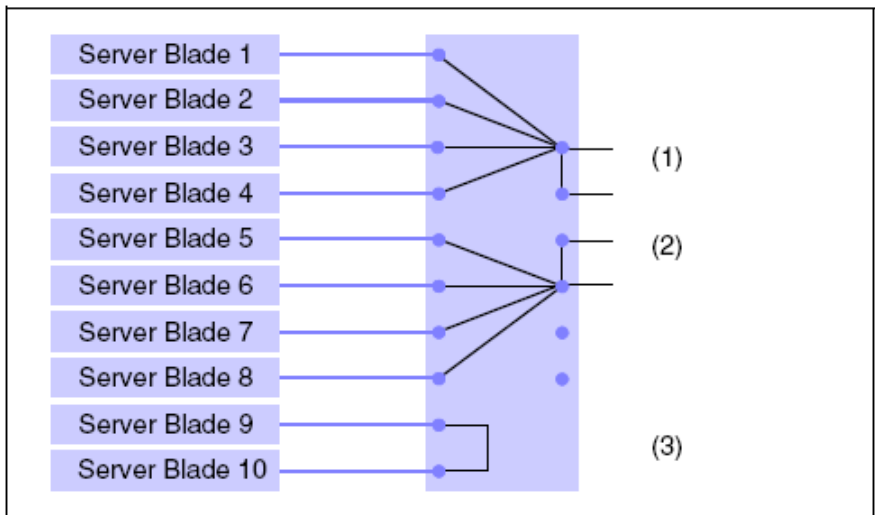 Server Blade 1
Server Blade 2
Server Blade 3
(1)
Server Blade 4
Server Blade 5
(2)
Server Blade 6
Server Blade 7
Server Blade 8
Server Blade 9
(3)
Server Blade 10